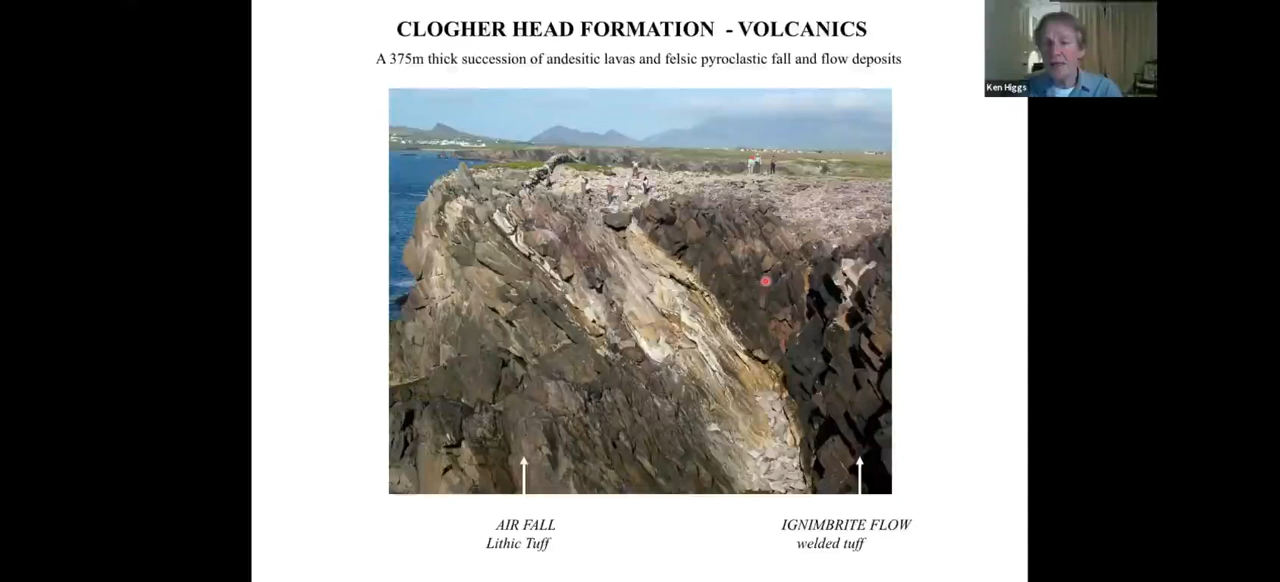 CLOGHER HEAD FORMATION - VOLCANICS
A 375m thick succession of andesitic lavas and felsic pyroclastic fall and flow deposits
Ken Higgs
AIR FALL
Lithic Tuff
IGNIMBRITE FLOW
welded tuff